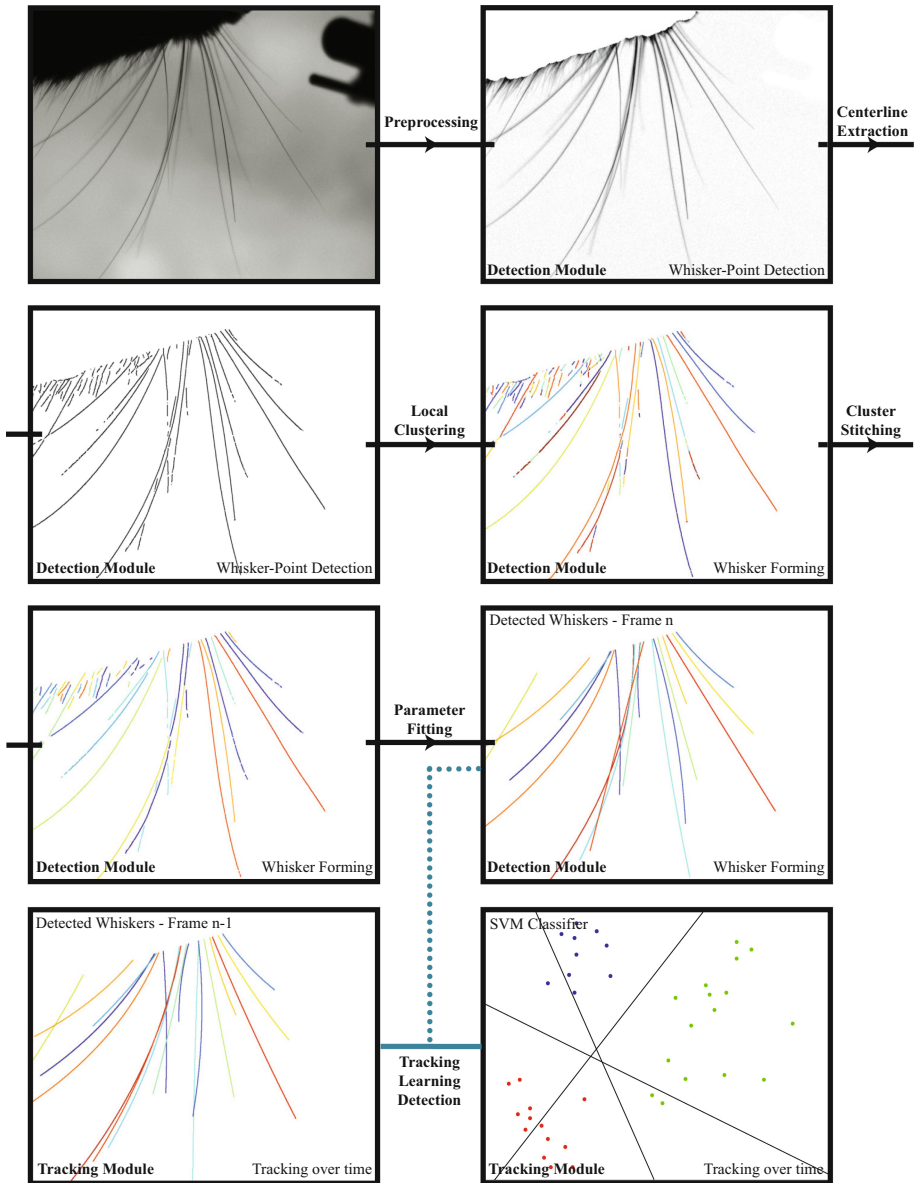 Preprocessing
Centerline
Extraction
Detection Module Whisker-Point Detection
Local
Clustering
Cluster
Stitching
Detection Module Whisker-Point Detection
Detection Module Whisker Forming
Detected Whiskers - Frame n
Parameter
Fitting
Detection Module Whisker Forming
Detection Module Whisker Forming
Detected Whiskers - Frame n-1
SVM Classifier
Tracking
Learning
Detection
Tracking Module Tracking over time
Tracking Module Tracking over time